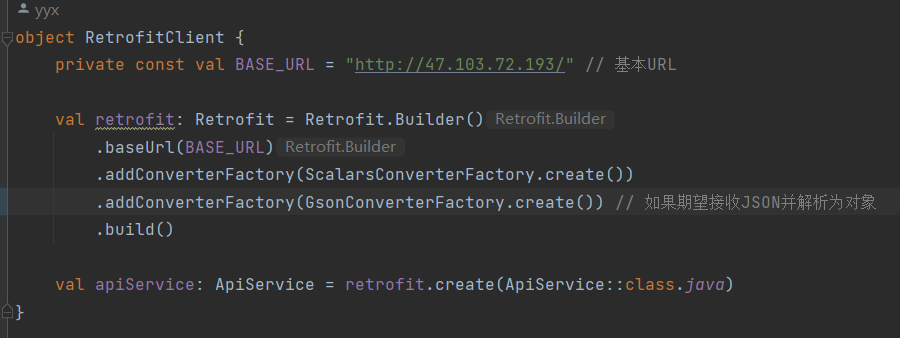 yyx
object RetrofitClient {
    private const val BASE_URL = "http://47.103.72.193/" // 基本URL
    val retrofit: Retrofit = Retrofit.Builder() Retrofit.Builder
        .baseUrl(BASE_URL) Retrofit.Builder
        .addConverterFactory(ScalarsConverterFactory.create())
        .addConverterFactory(GsonConverterFactory.create()) // 如果期望接收JSON并解析为对象
        .build()
    val apiService: ApiService = retrofit.create(ApiService::class.java)
}